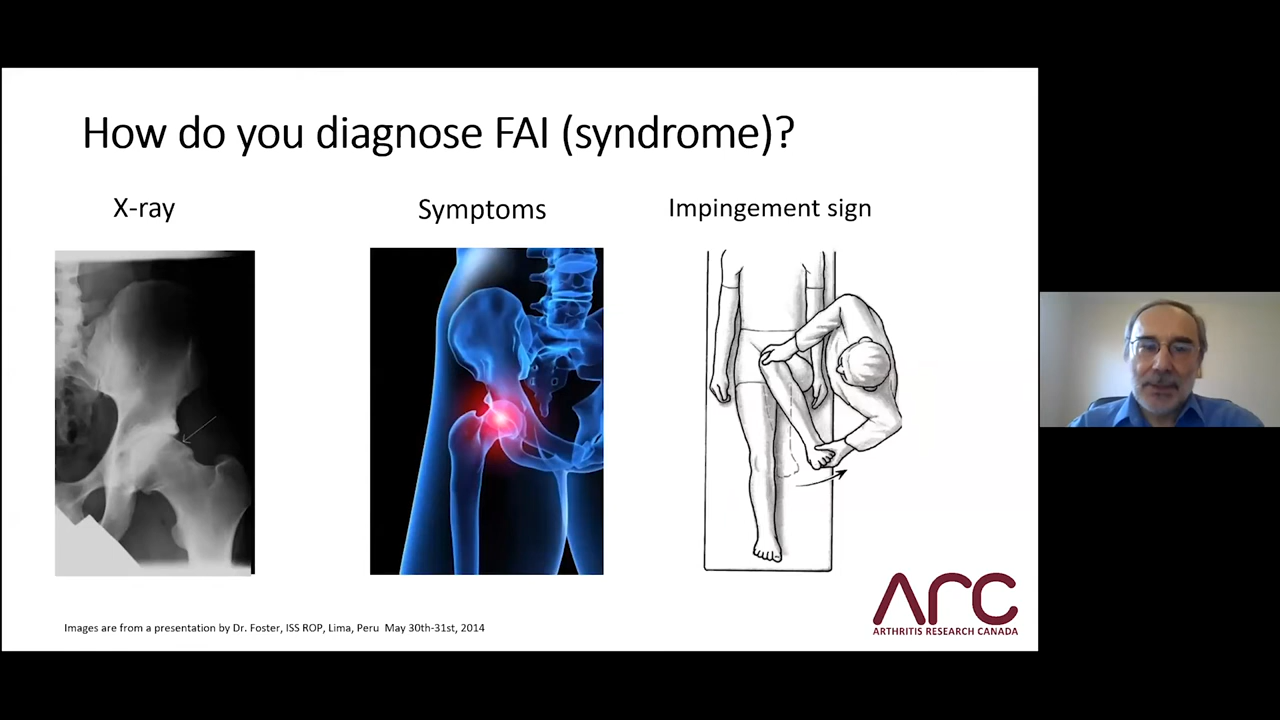 How do you diagnose FAI (syndrome)?
X-ray
Symptoms
Impingement sign
Images are from a presentation by Dr. Foster, ISS ROP, Lima, Peru May 30th-31st, 2014
ARC
ARTHRITIS RESEARCH CANADA